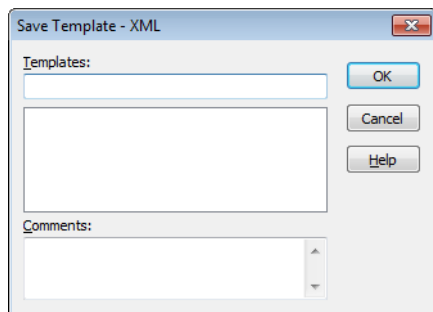 Save Template - XML
Templates:
OK
Cancel
Help
Comments: